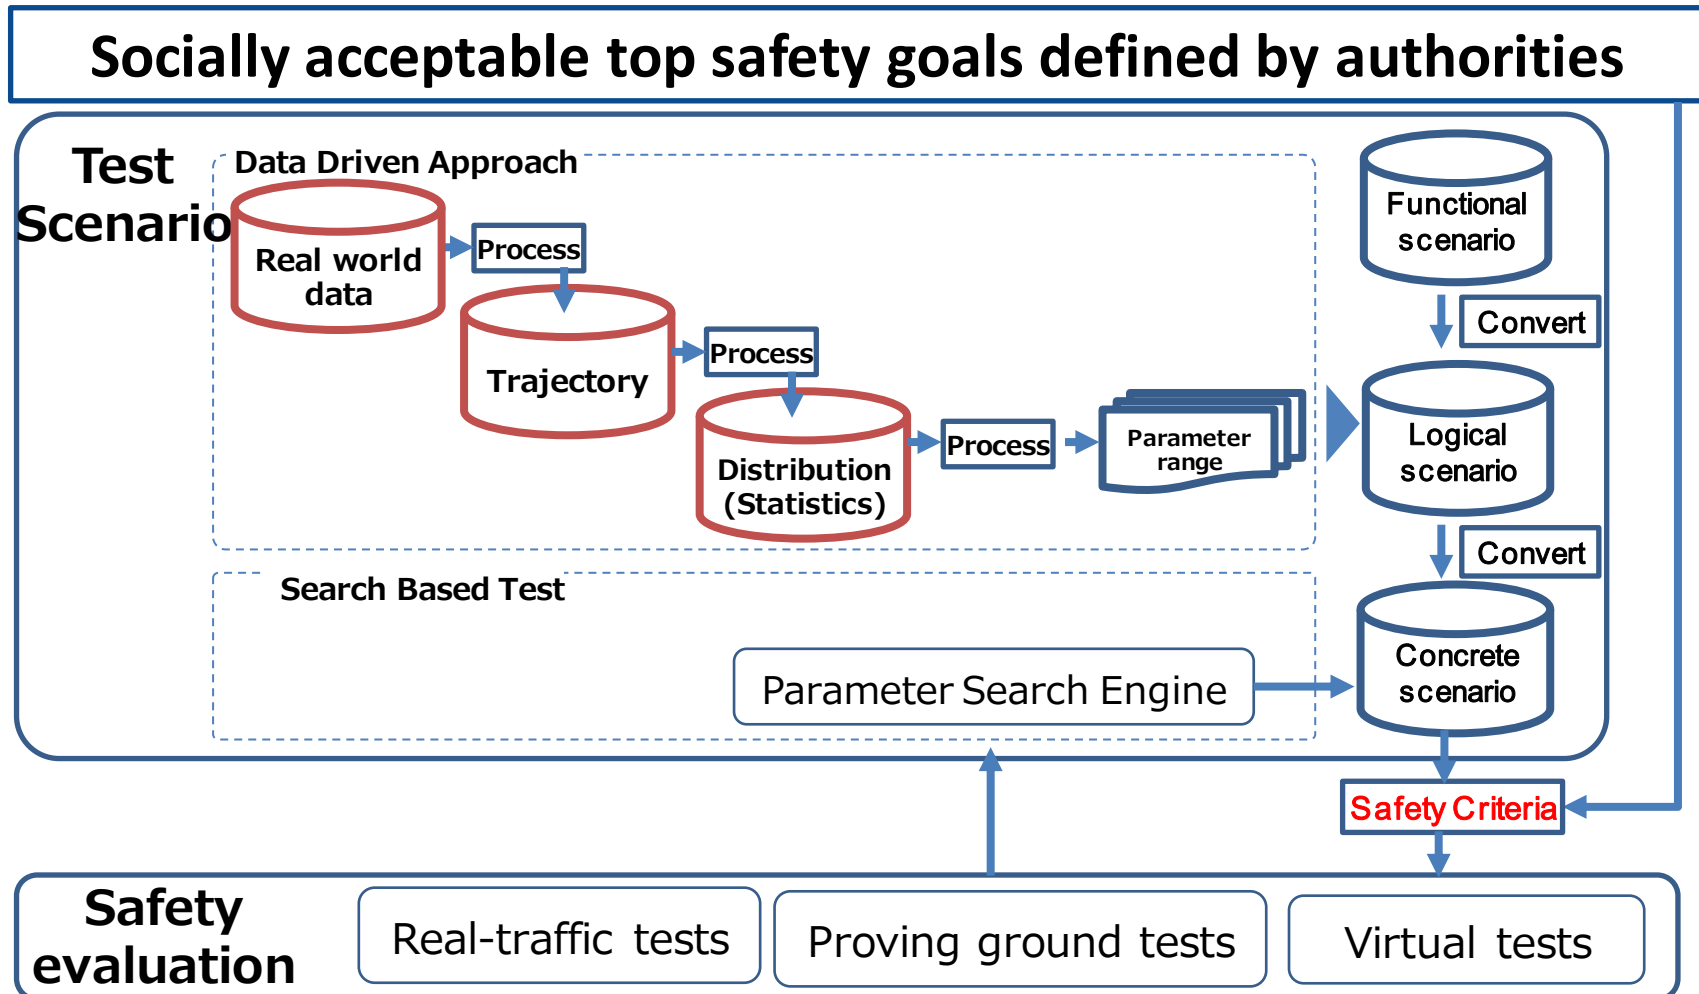 Socially acceptable top safety goals defined by authorities
Test
Scenario
Data Driven Approach
Real world
data
Process
Trajectory
Process
Distribution
(Statistics)
Process
Parameter
range
Functional
scenario
Convert
Logical
scenario
Convert
Concrete
scenario
Search Based Test
Parameter Search Engine
Safety Criteria
Safety
evaluation
Real-traffic tests
Proving ground tests
Virtual tests